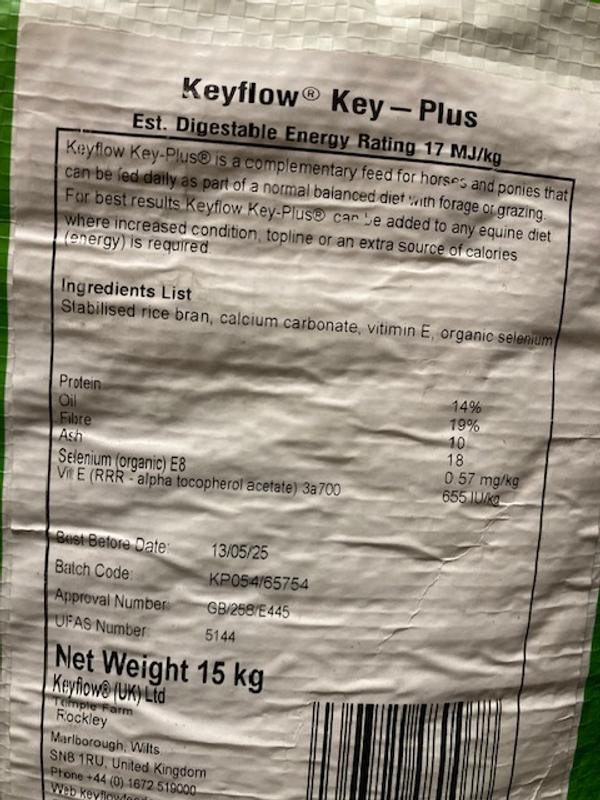 Keyflow® Key – Plus
Est. Digestable Energy Rating 17 MJ/kg
Keyflow Key-Plus® is a complementary feed for horses and ponies that
can be fed daily as part of a normal balanced diet with forage or grazing.
For best results Keyflow Key-Plus® can be added to any equine diet
where increased condition, topline or an extra source of calories
(energy) is required.
Ingredients List
Stabilised rice bran, calcium carbonate, vitimin E, organic selenium
Protein 14%
Oil 19%
Fibre 10
Ash 18
Selenium (organic) E8 0.57 mg/kg
Vit E (RRR - alpha tocopherol acetate) 3a700 655 IU/kg
Best Before Date: 13/05/25
Batch Code: KP054/65754
Approval Number: GB/258/E445
UFAS Number: 5144
Net Weight 15 kg
Keyflow® (UK) Ltd
Temple Farm
Rockley
Marlborough, Wilts
SN8 1RU, United Kingdom
Phone +44 (0) 1672 519000
Web